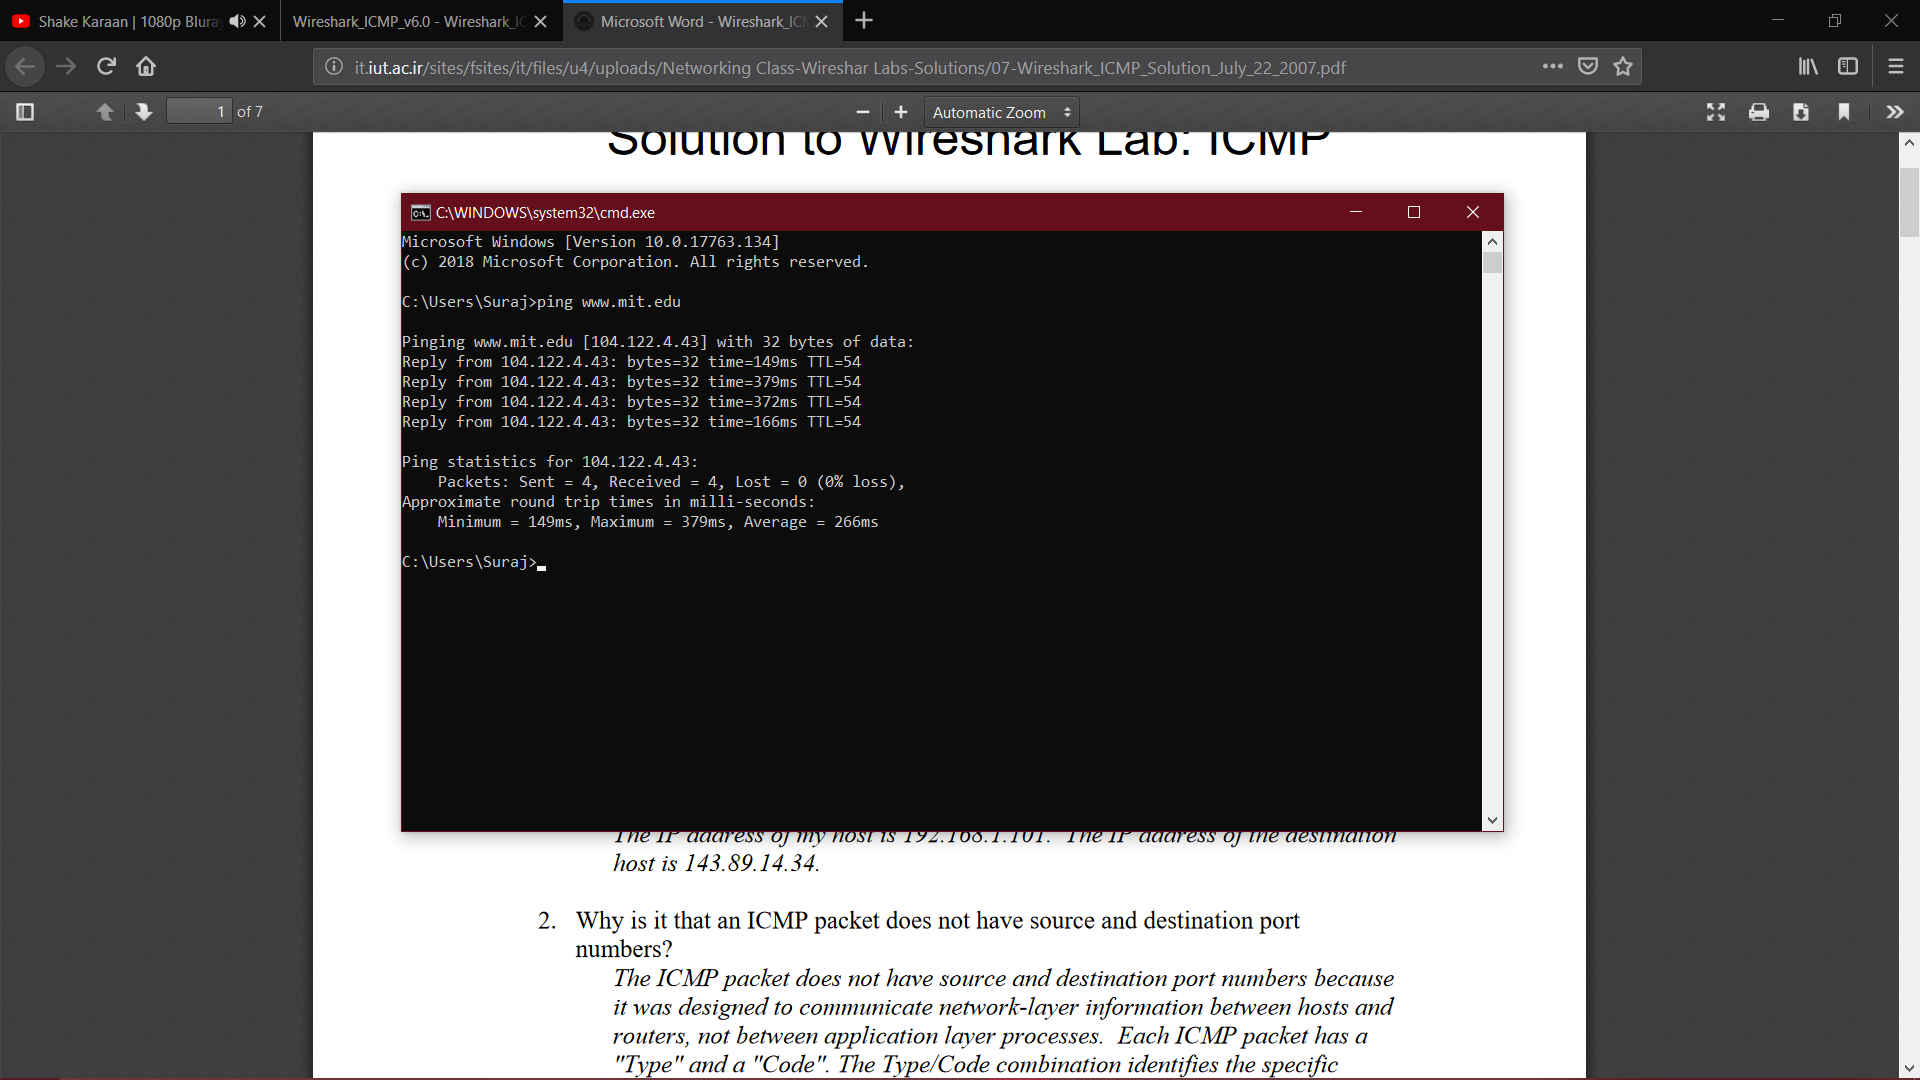 Shake Karaan | 1080p Blura
Wireshark_ICMP_v6.0 - Wireshark_IC
Microsoft Word - Wireshark_ICM
it.iut.ac.ir/sites/fsites/it/files/u4/uploads/Networking Class-Wireshar Labs-Solutions/07-Wireshark_ICMP_Solution_July_22_2007.pdf
1 of 7
Automatic Zoom
Solution to Wireshark Lab: ICMP
C:\WINDOWS\system32\cmd.exe
Microsoft Windows [Version 10.0.17763.134]
(c) 2018 Microsoft Corporation. All rights reserved.
C:\Users\Suraj>ping www.mit.edu
Pinging www.mit.edu [104.122.4.43] with 32 bytes of data:
Reply from 104.122.4.43: bytes=32 time=149ms TTL=54
Reply from 104.122.4.43: bytes=32 time=379ms TTL=54
Reply from 104.122.4.43: bytes=32 time=372ms TTL=54
Reply from 104.122.4.43: bytes=32 time=166ms TTL=54
Ping statistics for 104.122.4.43:
Packets: Sent = 4, Received = 4, Lost = 0 (0% loss),
Approximate round trip times in milli-seconds:
Minimum = 149ms, Maximum = 379ms, Average = 266ms
C:\Users\Suraj>
The IP address of my host is 192.168.1.101. The IP address of the destination
host is 143.89.14.34.
2. Why is it that an ICMP packet does not have source and destination port
numbers?
The ICMP packet does not have source and destination port numbers because
it was designed to communicate network-layer information between hosts and
routers, not between application layer processes. Each ICMP packet has a
"Type" and a "Code". The Type/Code combination identifies the specific